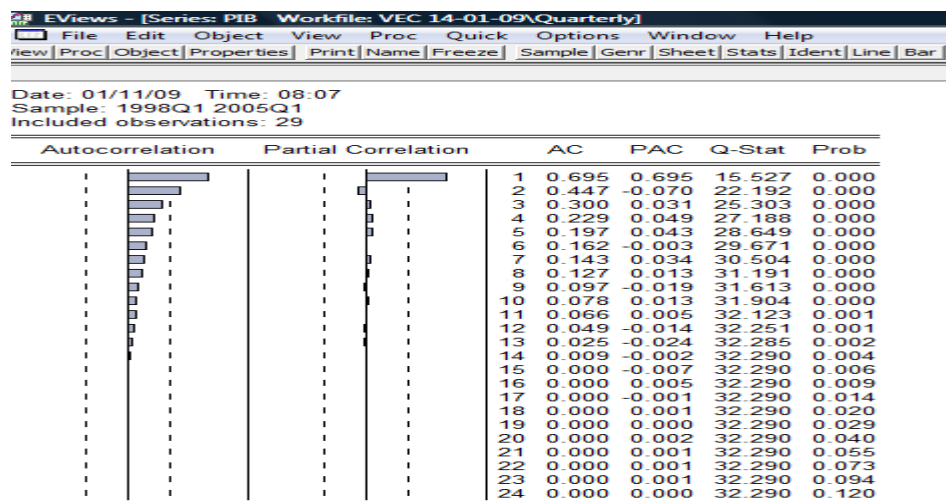 EViews - [Series: PIB Workfile: VEC 14-01-09\Quarterly]
File Edit Object View Proc Quick Options Window Help
View Proc Object Properties Print Name Freeze Sample Genr Sheet Stats Ident Line Bar
Date: 01/11/09 Time: 08:07
Sample: 1998Q1 2005Q1
Included observations: 29
Autocorrelation Partial Correlation AC PAC Q-Stat Prob
1 0.695 0.695 15.527 0.000
2 0.447 -0.070 22.192 0.000
3 0.300 0.031 25.303 0.000
4 0.229 0.049 27.188 0.000
5 0.197 0.043 28.649 0.000
6 0.162 -0.003 29.671 0.000
7 0.143 0.034 30.504 0.000
8 0.127 0.013 31.191 0.000
9 0.097 -0.019 31.613 0.000
10 0.078 0.013 31.904 0.000
11 0.066 0.005 32.123 0.001
12 0.049 -0.014 32.251 0.001
13 0.025 -0.024 32.285 0.002
14 0.009 -0.002 32.290 0.004
15 0.000 -0.007 32.290 0.006
16 0.000 0.005 32.290 0.009
17 0.000 -0.001 32.290 0.014
18 0.000 0.001 32.290 0.020
19 0.000 0.000 32.290 0.029
20 0.000 0.002 32.290 0.040
21 0.000 0.001 32.290 0.055
22 0.000 0.001 32.290 0.073
23 0.000 0.001 32.290 0.094
24 0.000 0.000 32.290 0.120